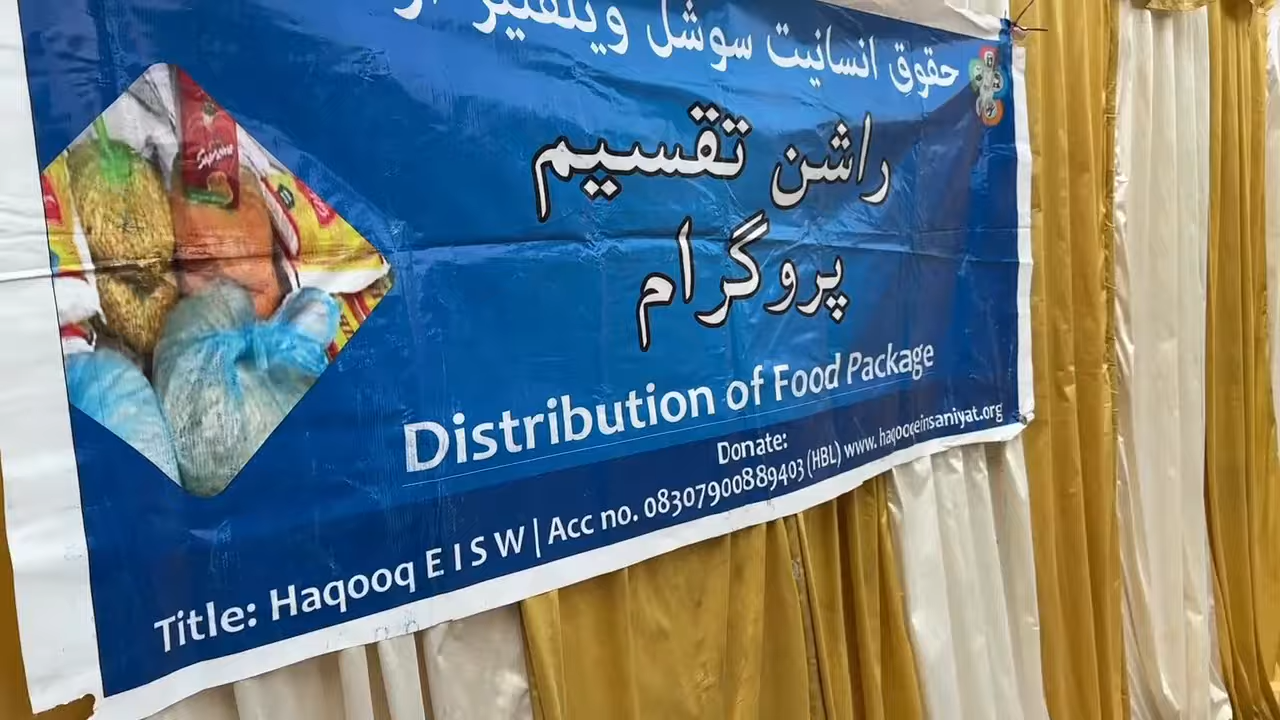 حقوقِ انسانیت سوشل ویلفیئر
راشن تقسیم
پروگرام
Distribution of Food Package
Donate:
Title: Haqooq E I S W | Acc no. 08307900889403 (HBL) www. haqooqeinsaniyat.org
Supreme